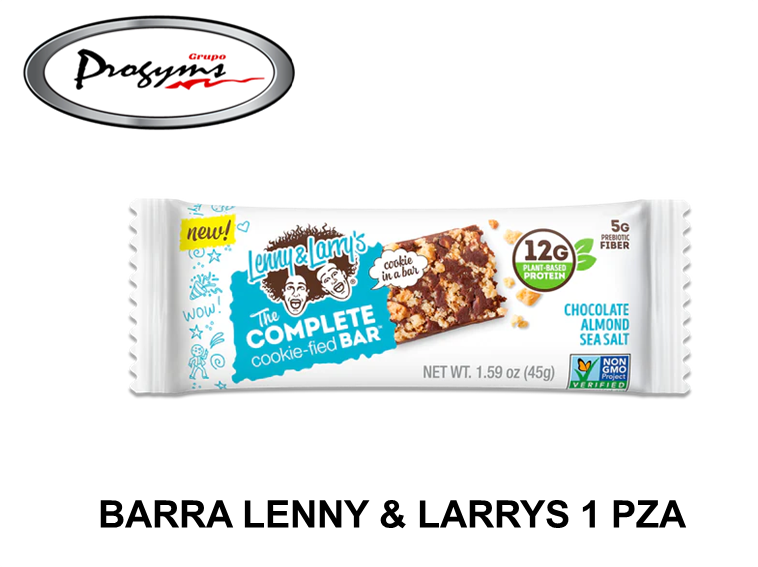 Grupo
Progyms
new!
WOW!
Lenny & Larry's®
The
COMPLETE
cookie-fied BAR™
cookie
in a bar
12G
PLANT-BASED
PROTEIN
5G
PREBIOTIC
FIBER
CHOCOLATE
ALMOND
SEA SALT
NET WT. 1.59 oz (45g)
NON
GMO
Project
VERIFIED
BARRA LENNY & LARRYS 1 PZA